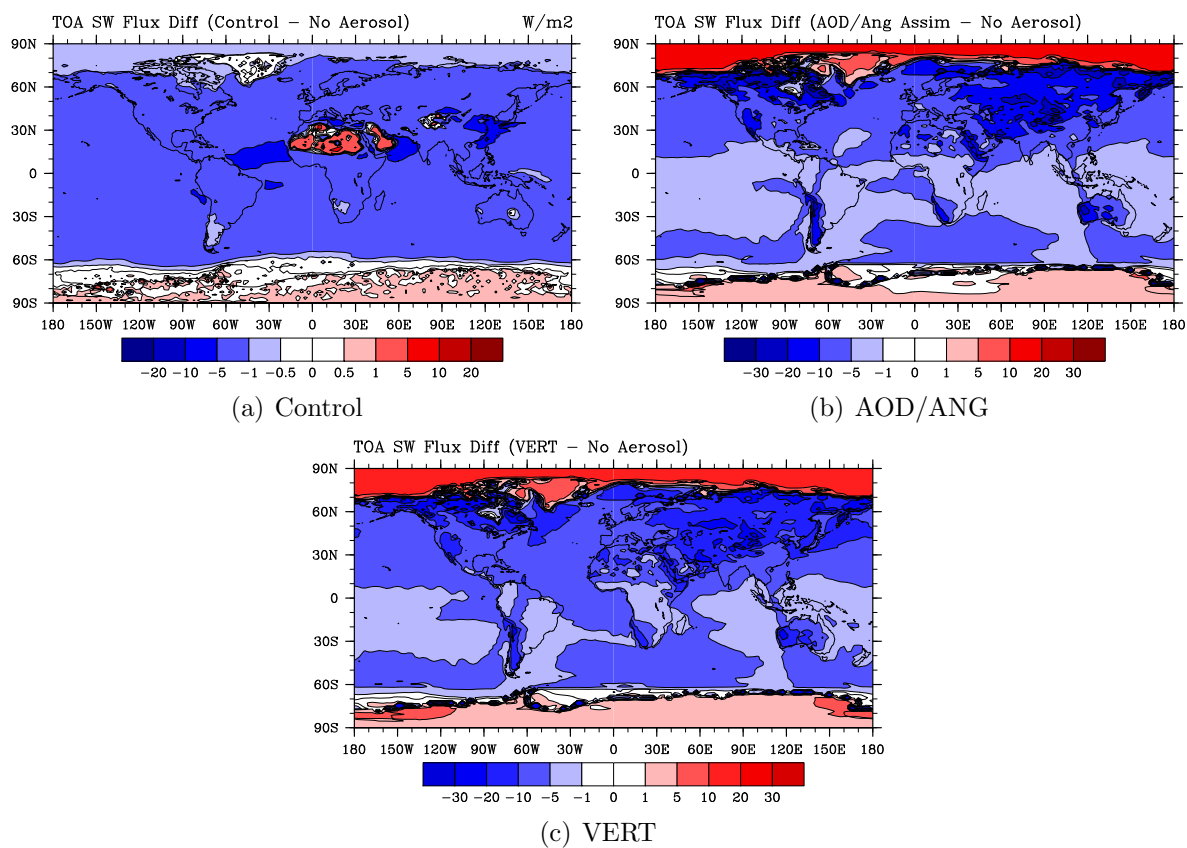 TOA SW Flux Diff (Control − No Aerosol) W/m2
90N
60N
30N
0
30S
60S
90S
180 150W 120W 90W 60W 30W 0 30E 60E 90E 120E 150E 180
−20 −10 −5 −1 −0.5 0 0.5 1 5 10 20
(a) Control
TOA SW Flux Diff (AOD/Ang Assim − No Aerosol)
90N
60N
30N
0
30S
60S
90S
180 150W 120W 90W 60W 30W 0 30E 60E 90E 120E 150E 180
−30 −20 −10 −5 −1 0 1 5 10 20 30
(b) AOD/ANG
TOA SW Flux Diff (VERT − No Aerosol)
90N
60N
30N
0
30S
60S
90S
180 150W 120W 90W 60W 30W 0 30E 60E 90E 120E 150E 180
−30 −20 −10 −5 −1 0 1 5 10 20 30
(c) VERT